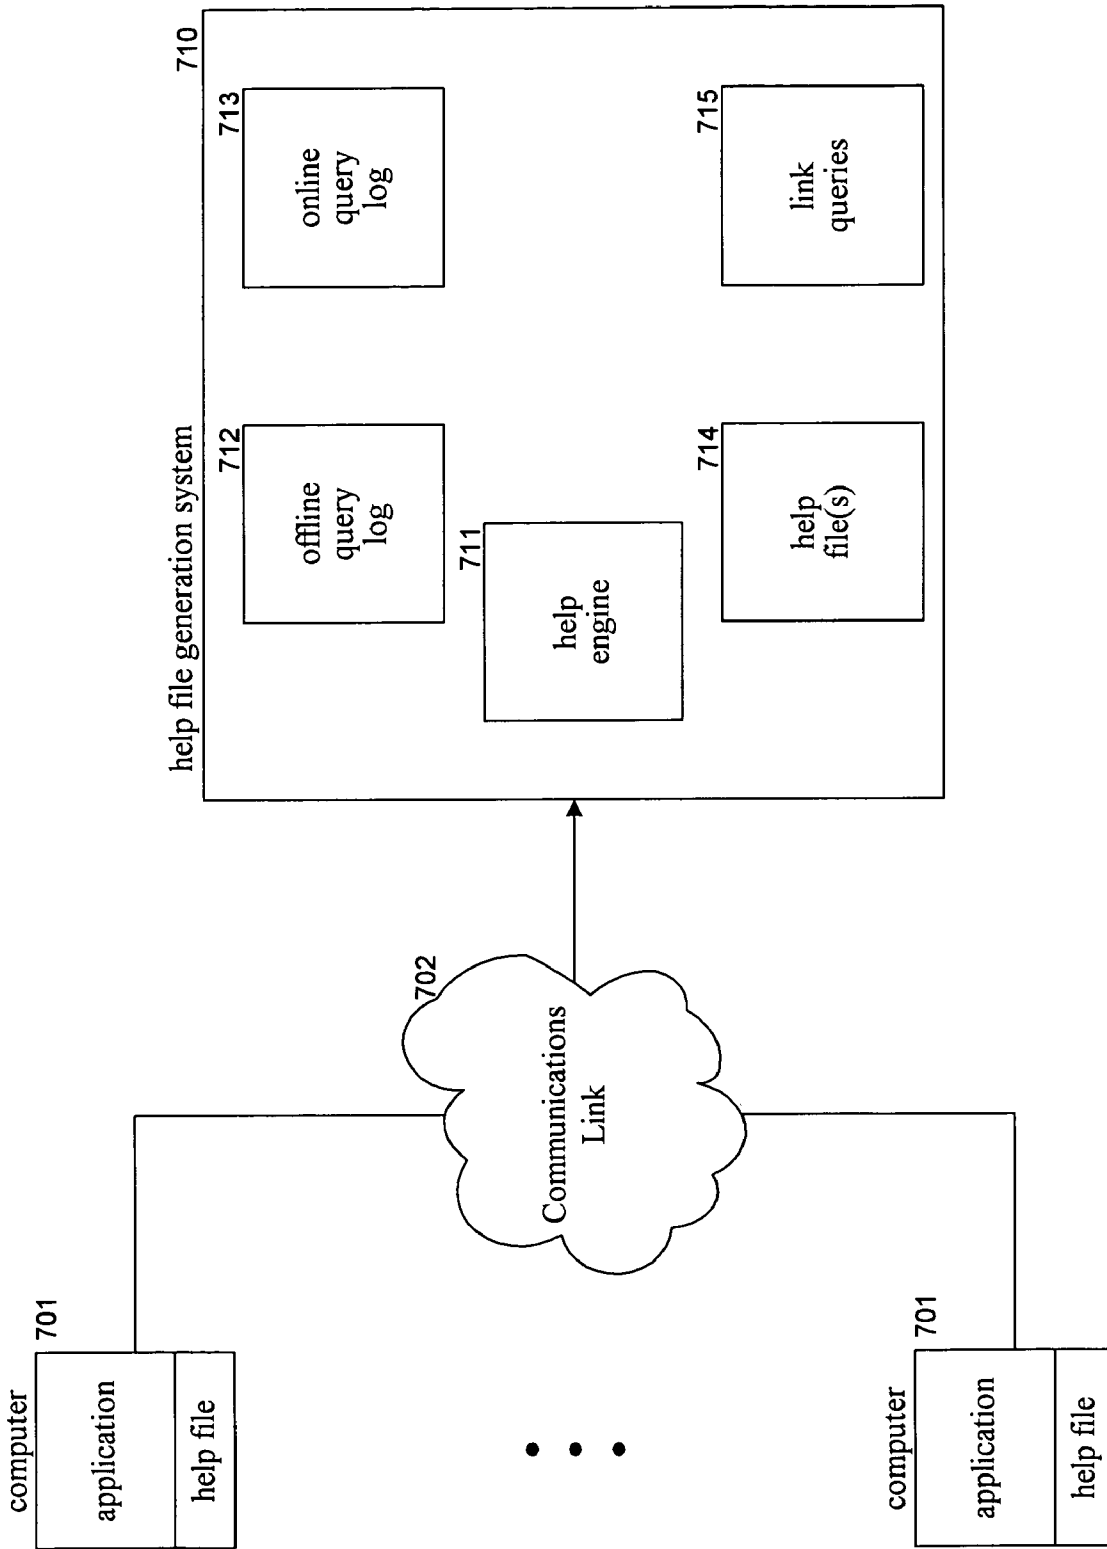 computer
701
application
help file
computer
701
application
help file
702
Communications
Link
help file generation system
710
711
help
engine
712
offline
query
log
713
online
query
log
714
help
file(s)
715
link
queries